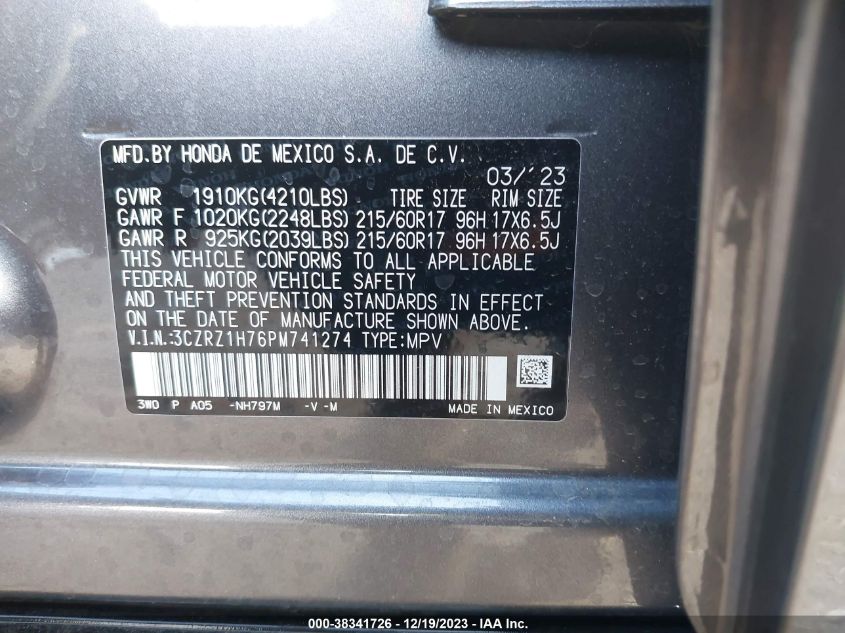 MFD.BY HONDA DE MEXICO S.A. DE C.V.
03/'23
GVWR 1910KG(4210LBS) TIRE SIZE RIM SIZE
GAWR F 1020KG(2248LBS) 215/60R17 96H 17X6.5J
GAWR R 925KG(2039LBS) 215/60R17 96H 17X6.5J
THIS VEHICLE CONFORMS TO ALL APPLICABLE
FEDERAL MOTOR VEHICLE SAFETY
AND THEFT PREVENTION STANDARDS IN EFFECT
ON THE DATE OF MANUFACTURE SHOWN ABOVE.
V.I.N.:3CZRZ1H76PM741274 TYPE:MPV
3W0 P A05 -NH797M -V -M MADE IN MEXICO
000-38341726 - 12/19/2023 - IAA Inc.